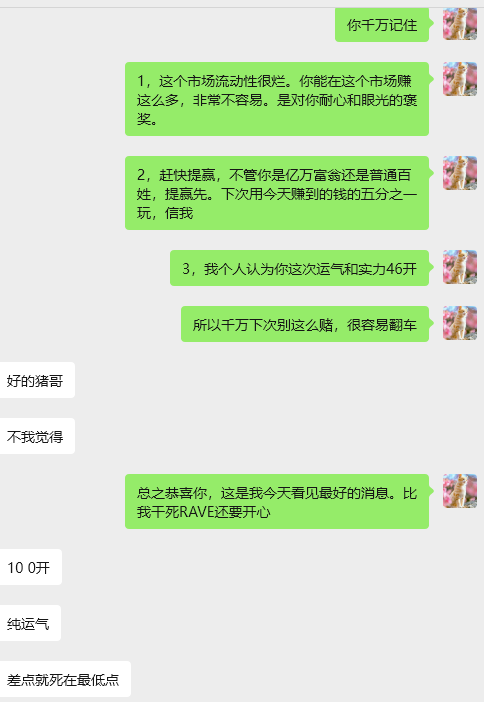 你千万记住
1，这个市场流动性很烂。你能在这个市场赚
这么多，非常不容易。是对你耐心和眼光的褒
奖。
2，赶快提赢，不管你是亿万富翁还是普通百
姓，提赢先。下次用今天赚到的钱的五分之一
玩，信我
3，我个人认为你这次运气和实力46开
所以千万下次别这么赌，很容易翻车
好的猪哥
不我觉得
总之恭喜你，这是我今天看见最好的消息。比
我干死RAVE还要开心
10 0开
纯运气
差点就死在最低点